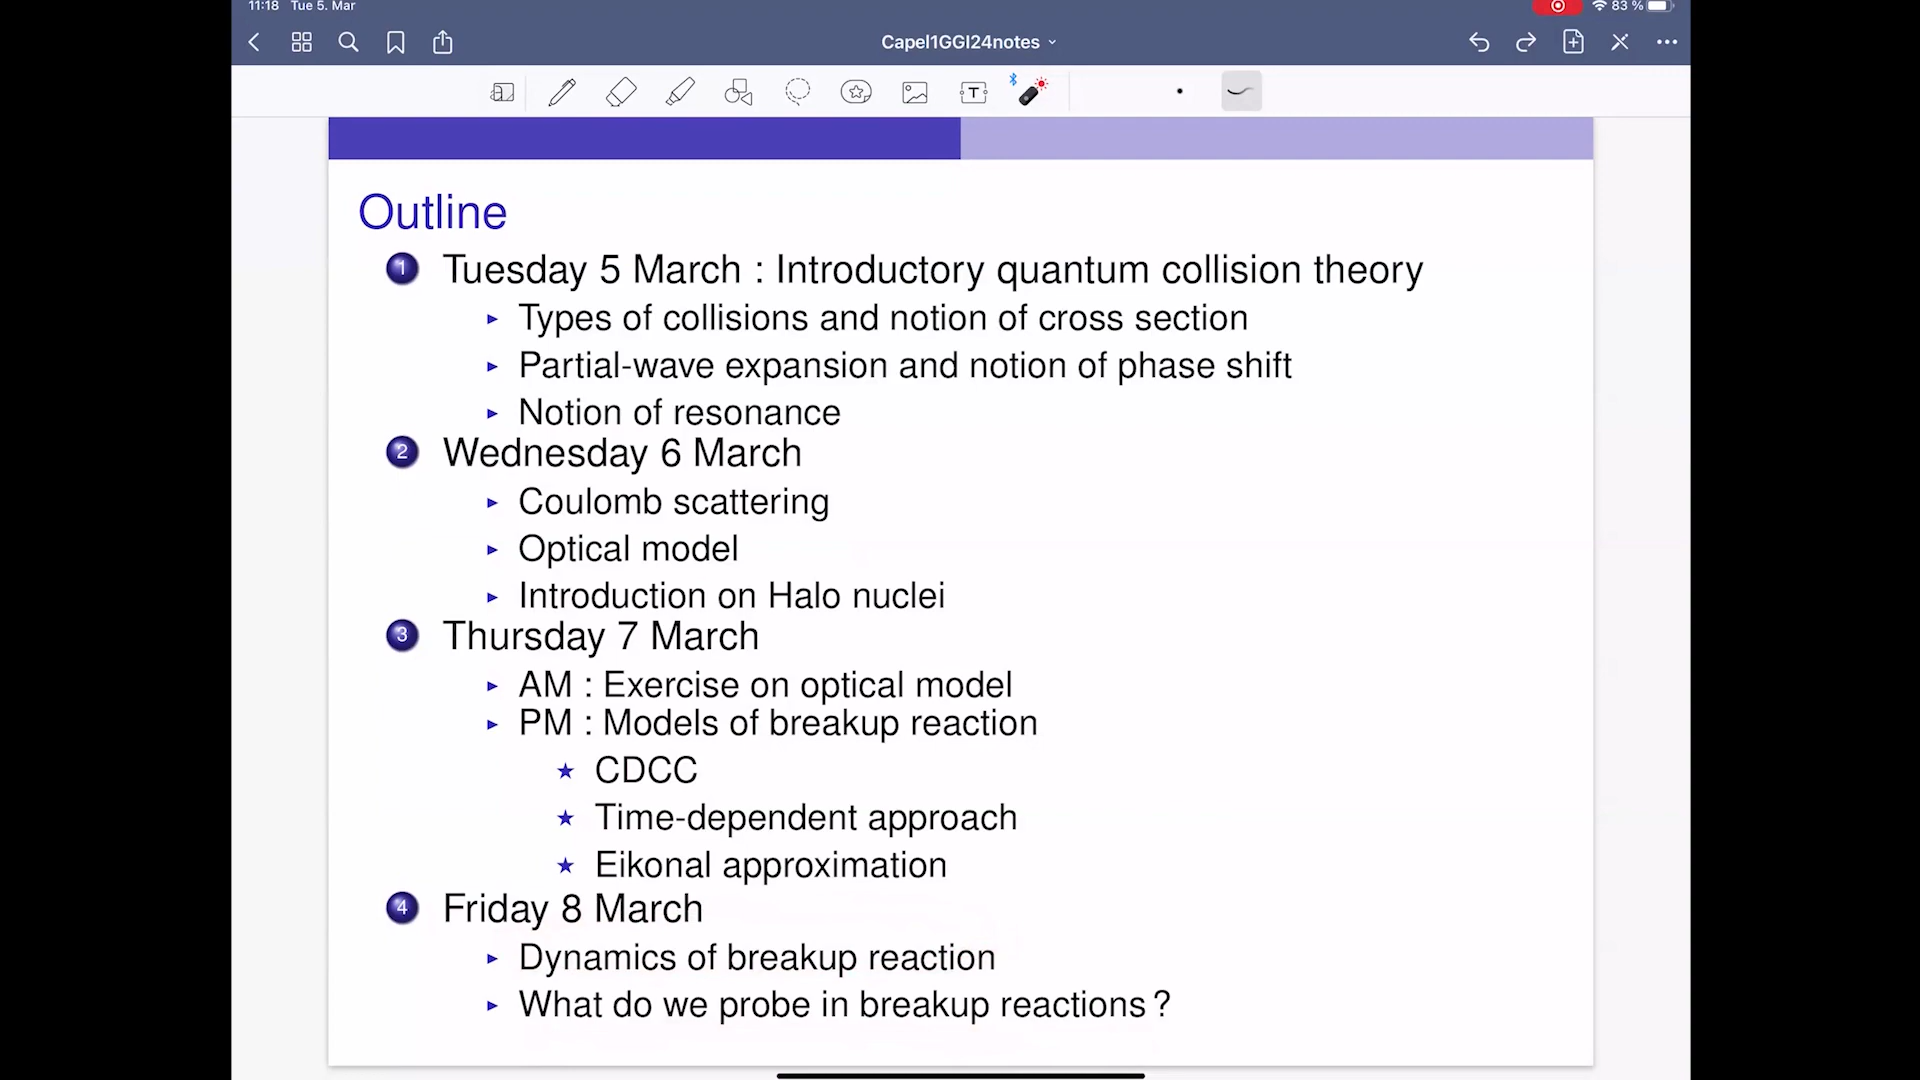 11:18 Tue 5. Mar
83 %
Capel1GGI24notes
T
Outline
1 Tuesday 5 March : Introductory quantum collision theory
Types of collisions and notion of cross section
Partial-wave expansion and notion of phase shift
Notion of resonance
2 Wednesday 6 March
Coulomb scattering
Optical model
Introduction on Halo nuclei
3 Thursday 7 March
AM : Exercise on optical model
PM : Models of breakup reaction
CDCC
Time-dependent approach
Eikonal approximation
4 Friday 8 March
Dynamics of breakup reaction
What do we probe in breakup reactions ?